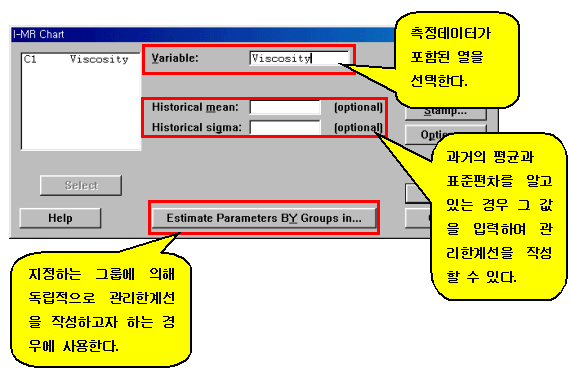 I-MR Chart
C1 Viscosity
Variable: Viscosity
Historical mean: (optional)
Historical sigma: (optional)
Stamp...
Select
Help
Estimate Parameters BY Groups in...
측정데이터가
포함된 열을
선택한다.
과거의 평균과
표준편차를 알고
있는 경우 그 값
을 입력하며 관
리한계선을 작성
할 수 있다.
지정하는 그룹에 의해
독립적으로 관리한계선
을 작성하고자 하는 경
우에 사용한다.